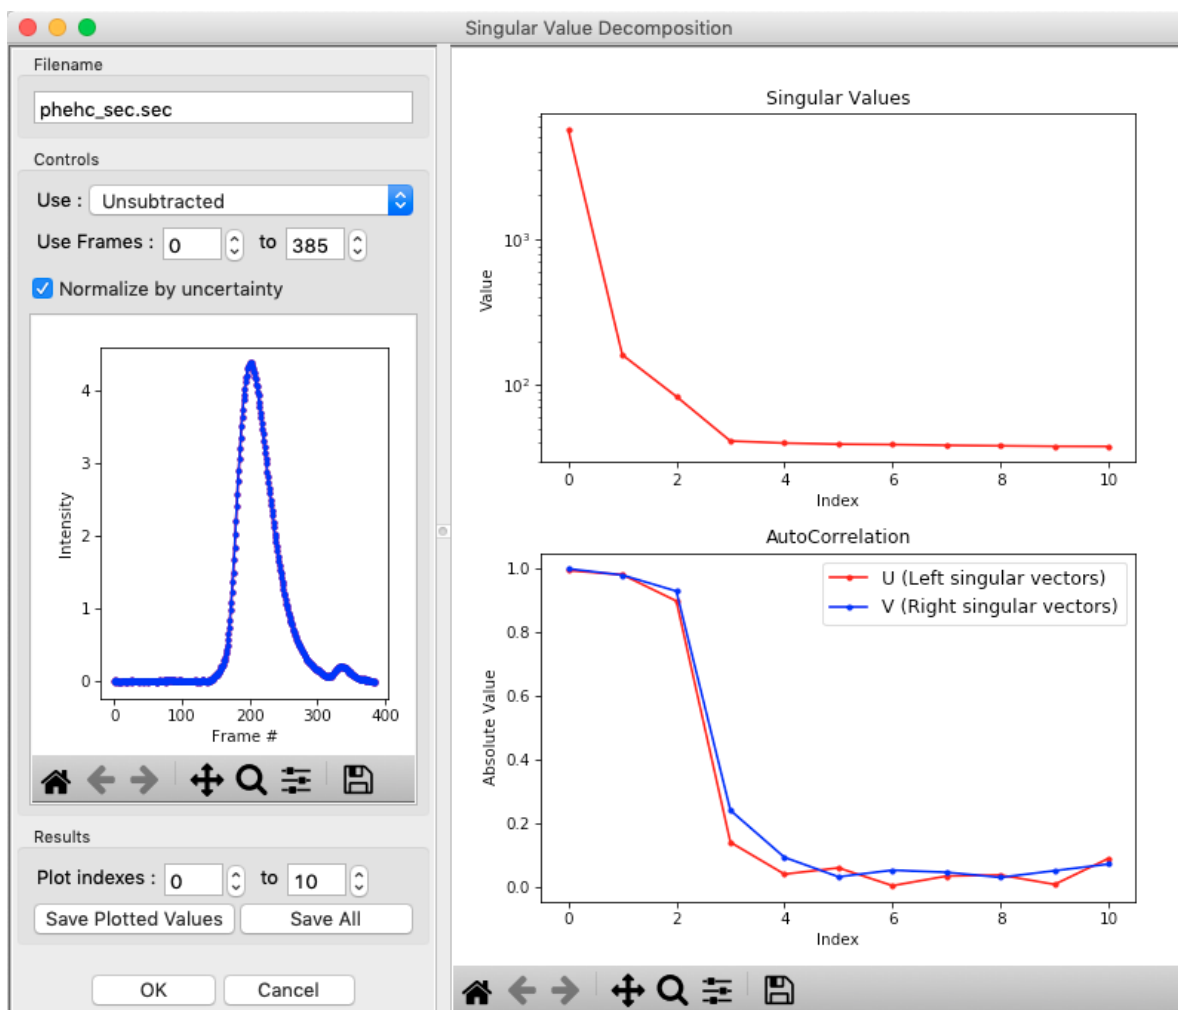 Singular Value Decomposition
Filename
phehc_sec.sec
Controls
Use : Unsubtracted
Use Frames : 0 to 385
Normalize by uncertainty
4
3
2
1
0
Intensity
0 100 200 300 400
Frame #
Results
Plot indexes : 0 to 10
Save Plotted Values Save All
OK Cancel
Singular Values
10³
10²
Value
0 2 4 6 8 10
Index
AutoCorrelation
U (Left singular vectors)
V (Right singular vectors)
1.0
0.8
0.6
0.4
0.2
0.0
Absolute Value
0 2 4 6 8 10
Index